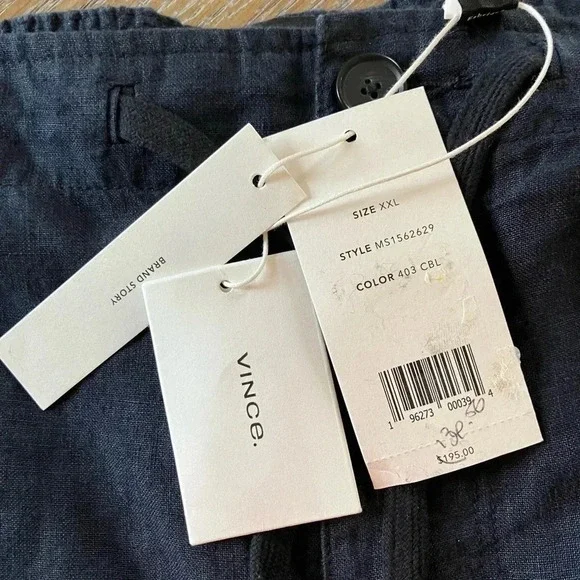 BRAND STORY
VINCE.
SIZE XXL
STYLE MS1562629
COLOR 403 CBL
1 96273 00039 4
$195.00